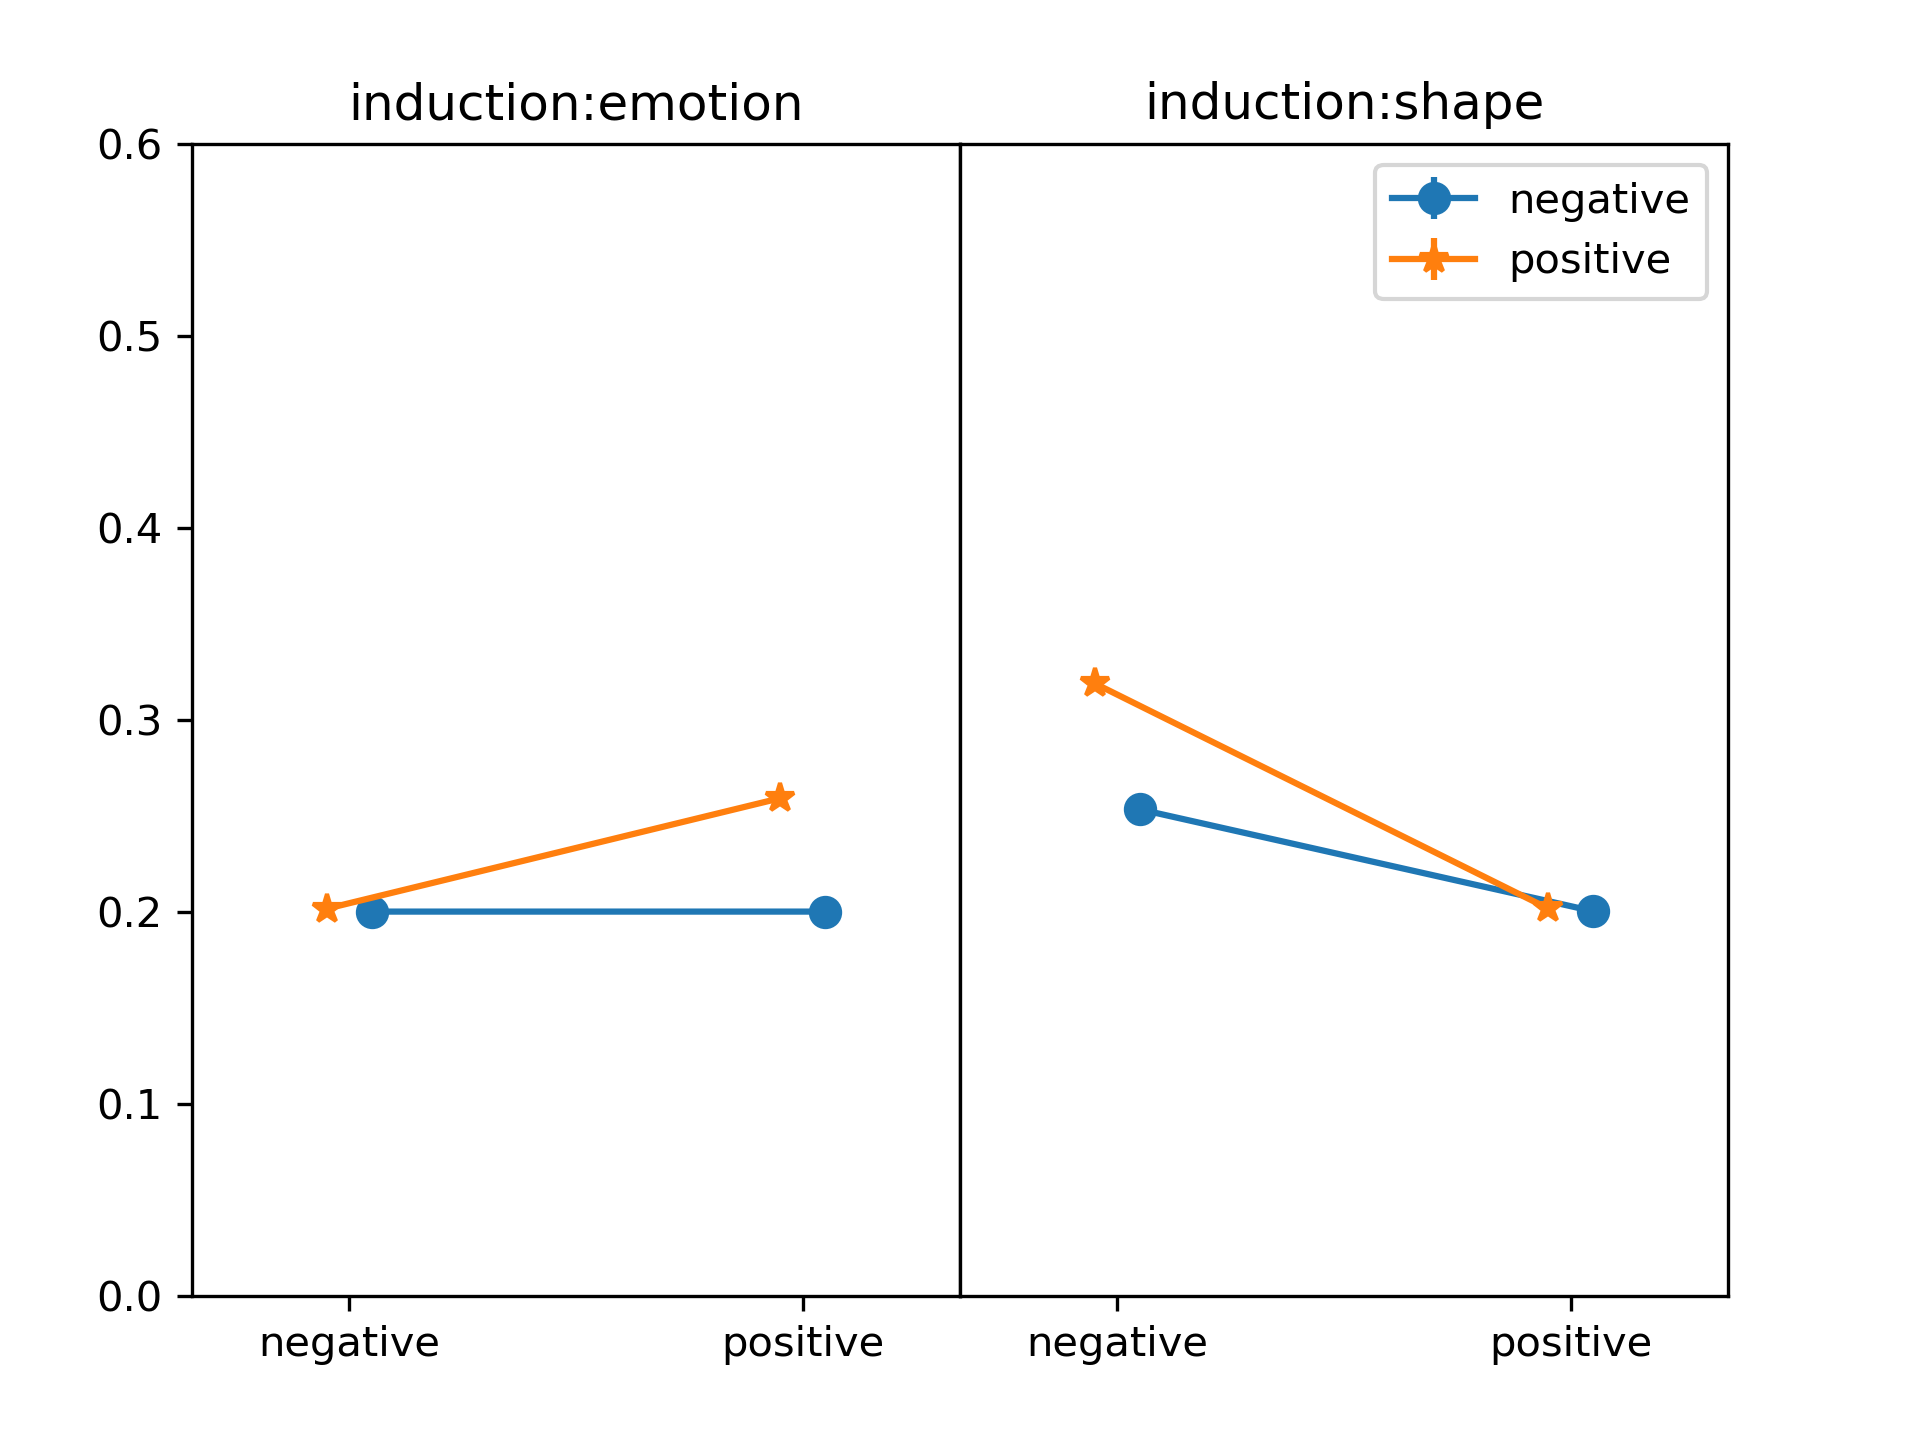 induction:emotion
induction:shape
0.6
0.5
0.4
0.3
0.2
0.1
0.0
negative
positive
negative
positive
negative
positive